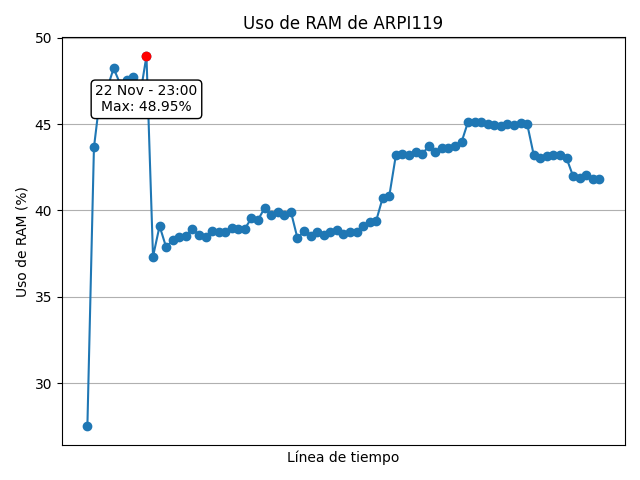 Uso de RAM de ARPI119
50
22 Nov - 23:00
Max: 48.95%
45
40
35
30
Uso de RAM (%)
Línea de tiempo